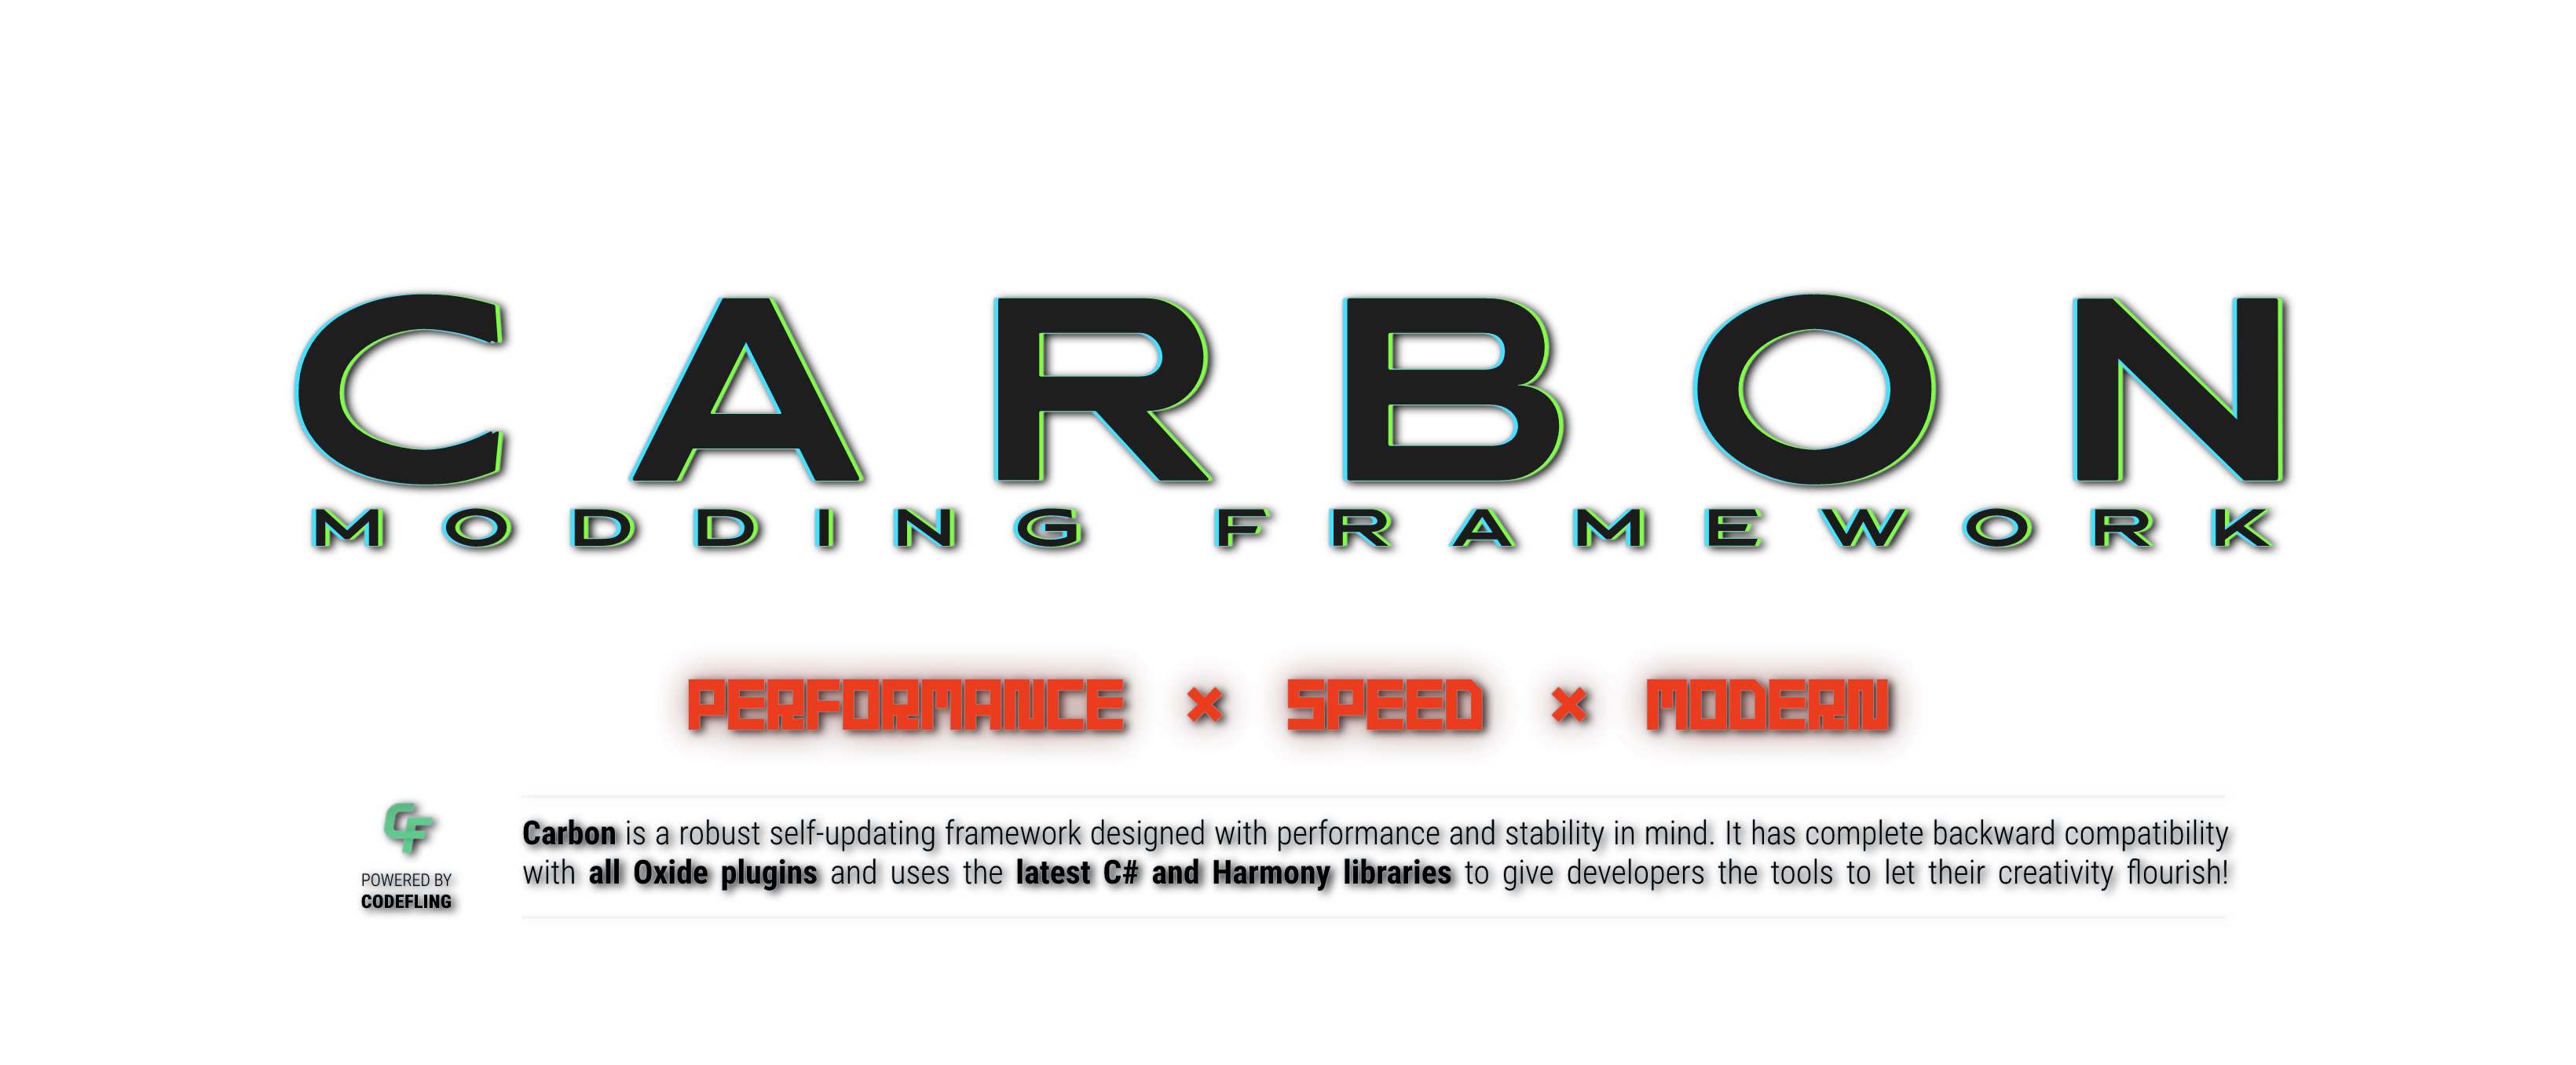 CARBON
MODDING FRAMEWORK
PERFORMANCE × SPEED × MODERN
CF
POWERED BY
CODEFLING
Carbon is a robust self-updating framework designed with performance and stability in mind. It has complete backward compatibility
with all Oxide plugins and uses the latest C# and Harmony libraries to give developers the tools to let their creativity flourish!